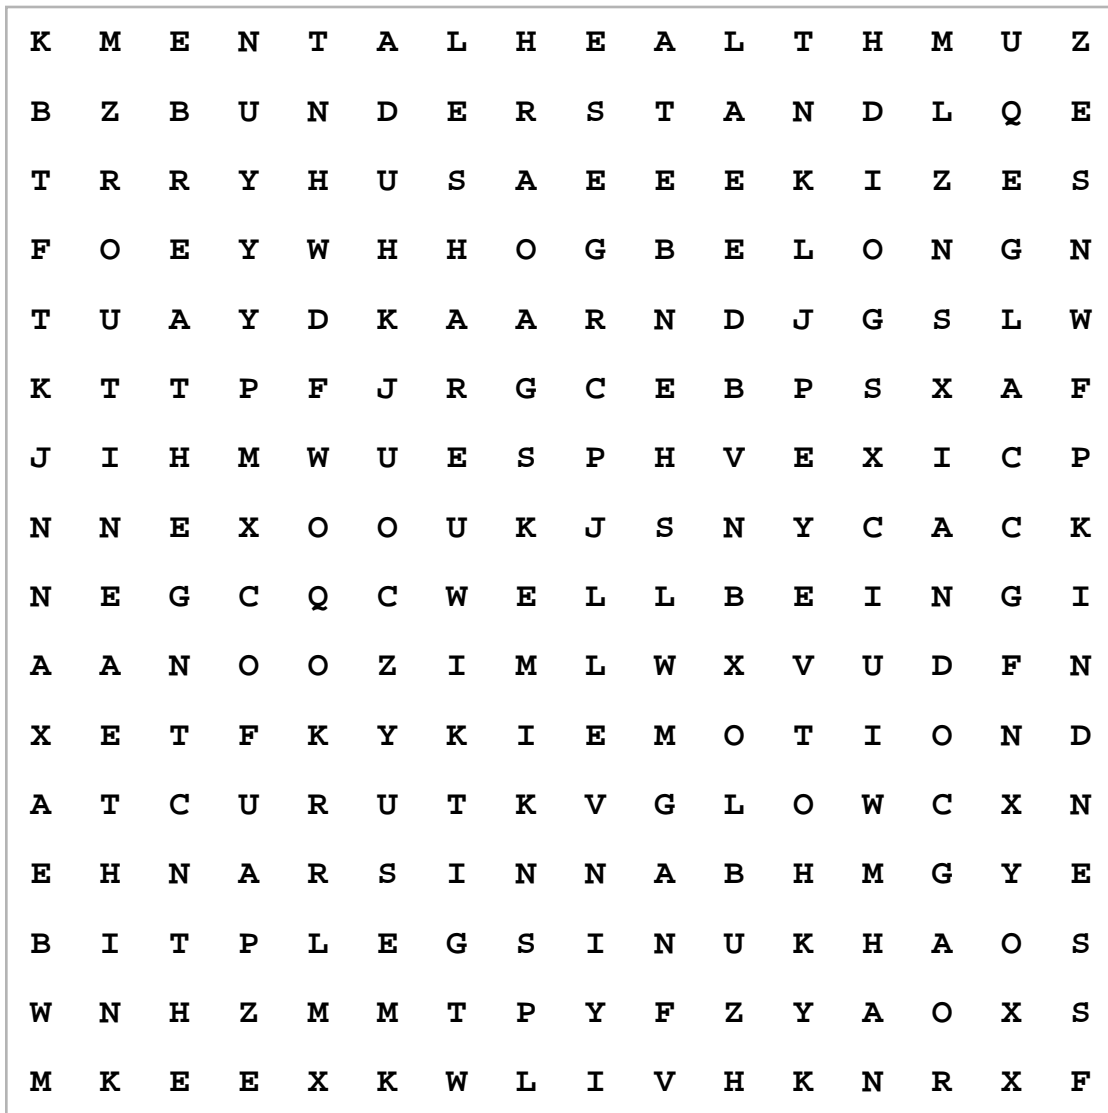 K M E N T A L H E A L T H M U Z
B Z B U N D E R S T A N D L Q E
T R R Y H U S A E E E K I Z E S
F O E Y W H H O G B E L O N G N
T U A Y D K A A R N D J G S L W
K T T P F J R G C E B P S X A F
J I H M W U E S P H V E X I C P
N N E X O O U K J S N Y C A C K
N E G C Q C W E L L B E I N G I
A A N O O Z I M L W X V U D F N
X E T F K Y K I E M O T I O N D
A T C U R U T K V G L O W C X N
E H N A R S I N N A B H M G Y E
B I T P L E G S I N U K H A O S
W N H Z M M T P Y F Z Y A O X S
M K E E X K W L I V H K N R X F